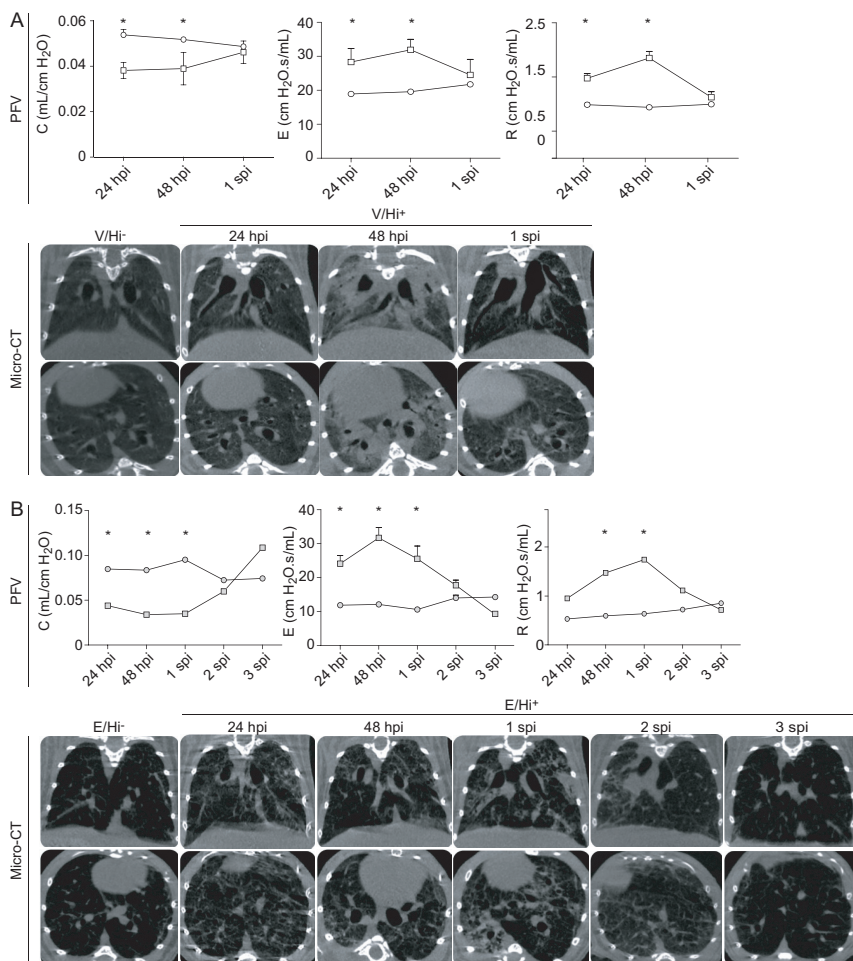 A
PFV
C (mL/cm H2O)
0.06
0.04
0.02
0
* *
24 hpi
48 hpi
1 spi
E (cm H2O.s/mL)
40
30
20
10
0
* *
24 hpi
48 hpi
1 spi
R (cm H2O.s/mL)
2.5
1.5
0.5
0
* *
24 hpi
48 hpi
1 spi
Micro-CT
V/Hi+
V/Hi- 24 hpi 48 hpi 1 spi
B
PFV
C (mL/cm H2O)
0.15
0.10
0.05
0.00
* * *
24 hpi
48 hpi
1 spi
2 spi
3 spi
E (cm H2O.s/mL)
40
30
20
10
0
* * *
24 hpi
48 hpi
1 spi
2 spi
3 spi
R (cm H2O.s/mL)
2
1
0
* *
24 hpi
48 hpi
1 spi
2 spi
3 spi
Micro-CT
E/Hi+
E/Hi- 24 hpi 48 hpi 1 spi 2 spi 3 spi